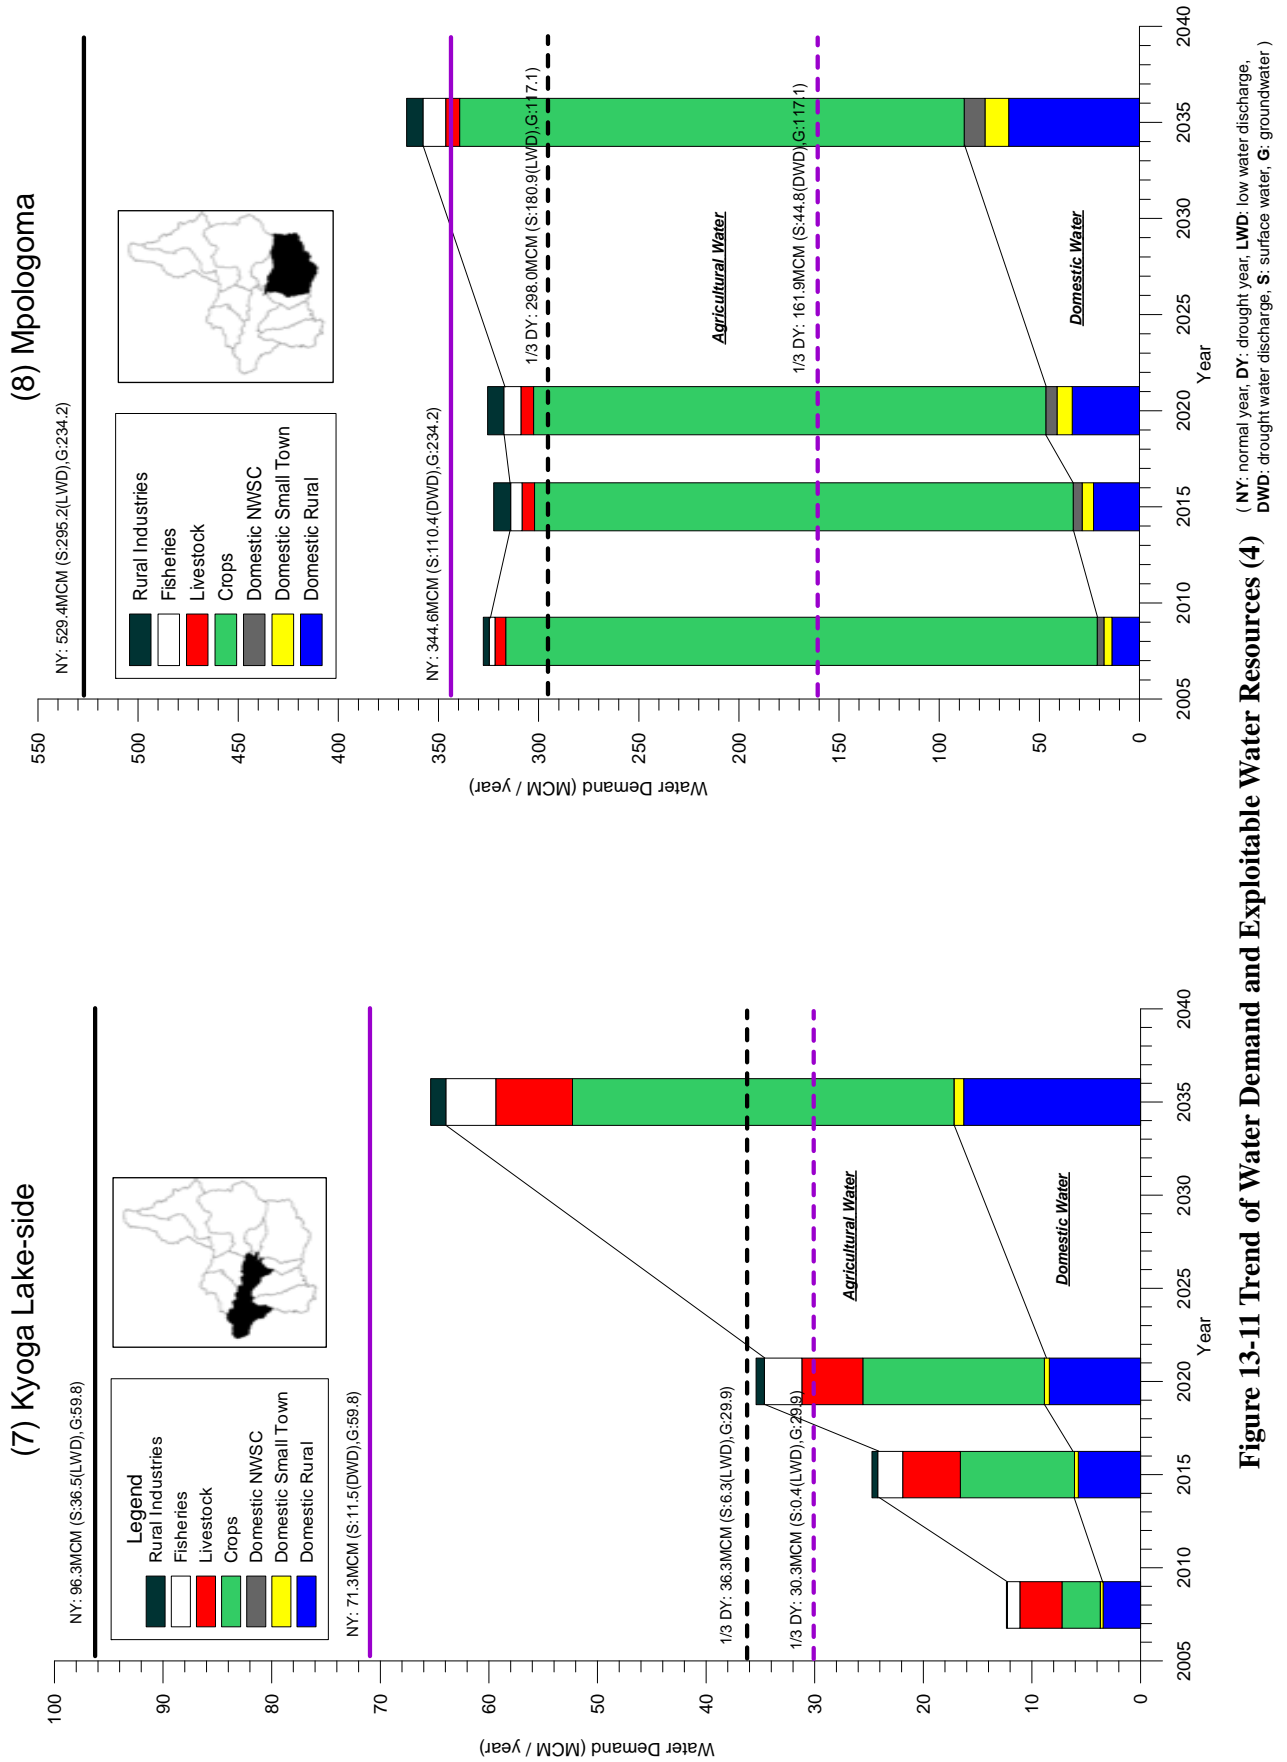 (7) Kyoga Lake-side
NY: 96.3MCM (S:36.5(LWD),G:59.8)
Legend
Rural Industries
Fisheries
Livestock
Crops
Domestic NWSC
Domestic Small Town
Domestic Rural
NY: 71.3MCM (S:11.5(DWD),G:59.8)
1/3 DY: 36.3MCM (S:6.3(LWD),G:29.9)
1/3 DY: 30.3MCM (S:0.4(LWD),G:29.9)
Agricultural Water
Domestic Water
Water Demand (MCM / year)
100
90
80
70
60
50
40
30
20
10
0
2005
2010
2015
2020
2025
2030
2035
2040
Year
(8) Mpologoma
NY: 529.4MCM (S:295.2(LWD),G:234.2)
Rural Industries
Fisheries
Livestock
Crops
Domestic NWSC
Domestic Small Town
Domestic Rural
NY: 344.6MCM (S:110.4(DWD),G:234.2)
1/3 DY: 298.0MCM (S:180.9(LWD),G:117.1)
Agricultural Water
1/3 DY: 161.9MCM (S:44.8(DWD),G:117.1)
Domestic Water
Water Demand (MCM / year)
550
500
450
400
350
300
250
200
150
100
50
0
2005
2010
2015
2020
2025
2030
2035
2040
Year
Figure 13-11 Trend of Water Demand and Exploitable Water Resources (4)
( NY: normal year, DY: drought year, LWD: low water discharge,
DWD: drought water discharge, S: surface water, G: groundwater )